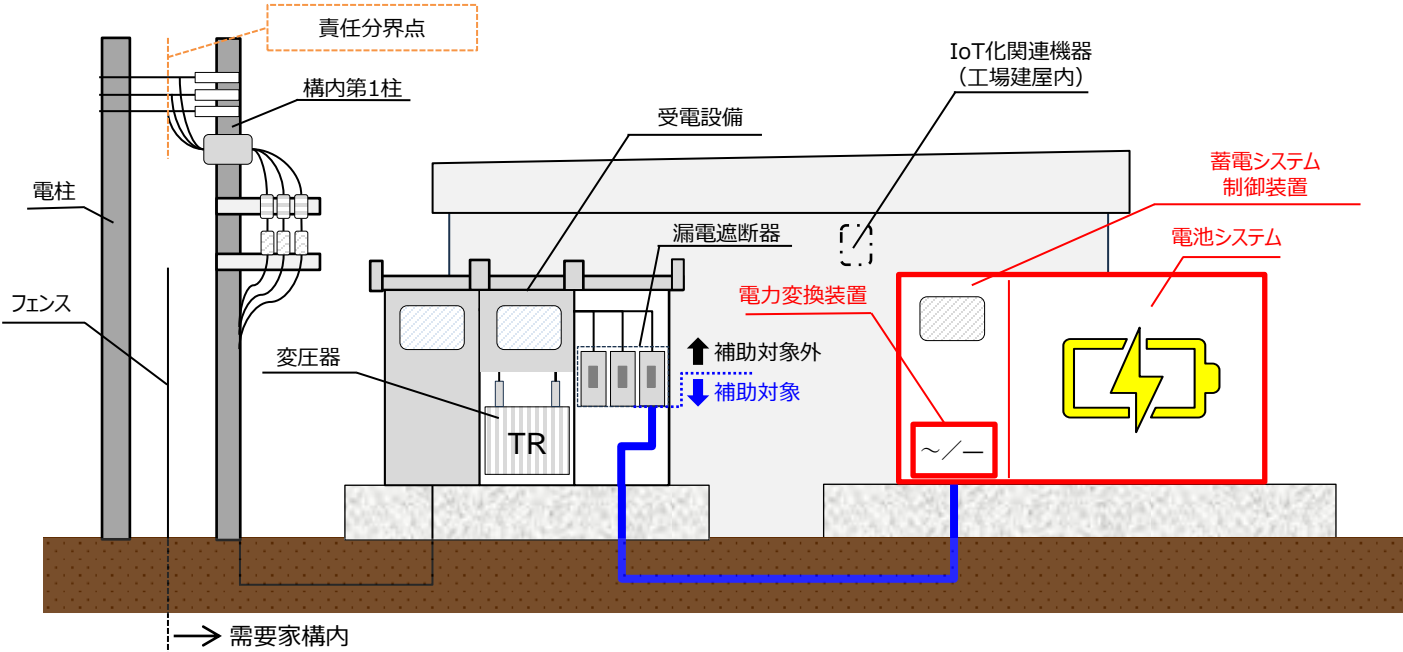 責任分界点
構内第1柱
電柱
フェンス
受電設備
漏電遮断器
変圧器
TR
補助対象外
補助対象
IoT化関連機器
(工場建屋内)
蓄電システム
制御装置
電池システム
電力変換装置
~/―
需要家構内